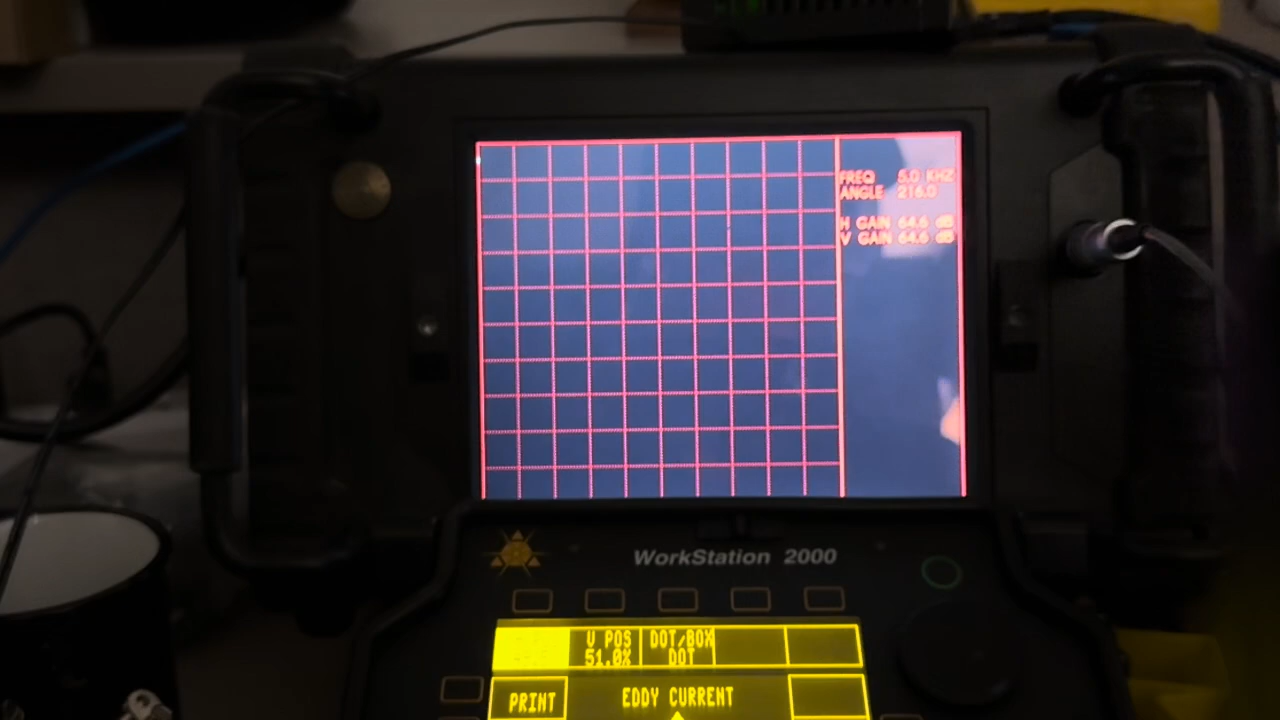 FREQ 5.0 KHZ
ANGLE 216.0
H GAIN 64.6 dB
V GAIN 64.6 dB
WorkStation 2000
V POS DOT/BOX
51.0% DOT
PRINT EDDY CURRENT